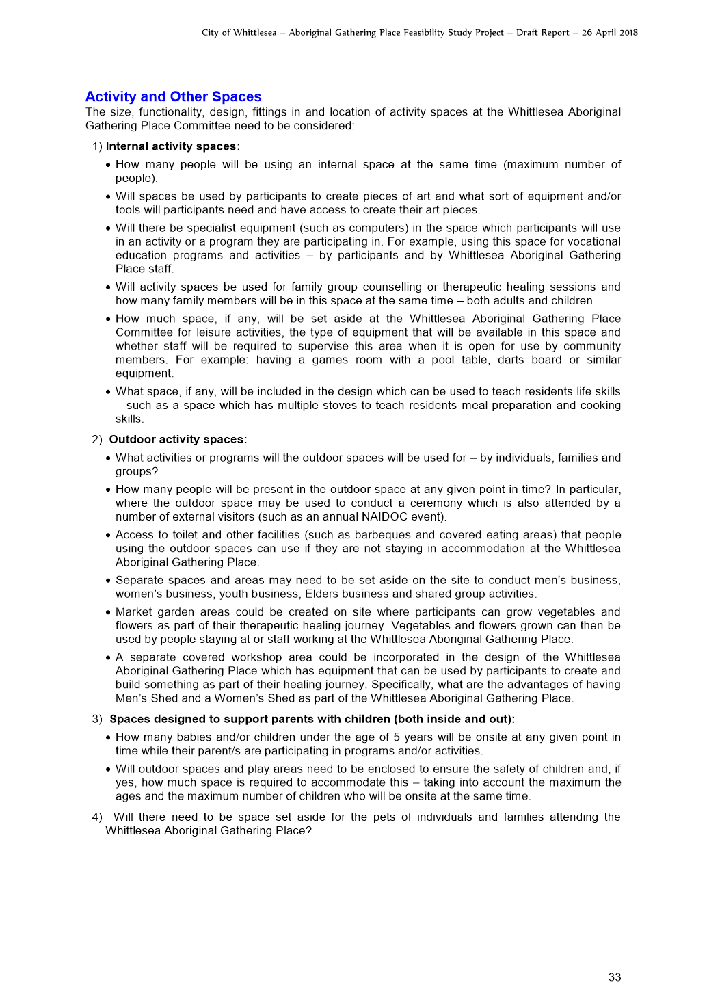 City of Whittlesea – Aboriginal Gathering Place Feasibility Study Project – Draft Report – 26 April 2018
Activity and Other Spaces
The size, functionality, design, fittings in and location of activity spaces at the Whittlesea Aboriginal
Gathering Place Committee need to be considered:
1) Internal activity spaces:
• How many people will be using an internal space at the same time (maximum number of
people).
• Will spaces be used by participants to create pieces of art and what sort of equipment and/or
tools will participants need and have access to create their art pieces.
• Will there be specialist equipment (such as computers) in the space which participants will use
in an activity or a program they are participating in. For example, using this space for vocational
education programs and activities – by participants and by Whittlesea Aboriginal Gathering
Place staff.
• Will activity spaces be used for family group counselling or therapeutic healing sessions and
how many family members will be in this space at the same time – both adults and children.
• How much space, if any, will be set aside at the Whittlesea Aboriginal Gathering Place
Committee for leisure activities, the type of equipment that will be available in this space and
whether staff will be required to supervise this area when it is open for use by community
members. For example: having a games room with a pool table, darts board or similar
equipment.
• What space, if any, will be included in the design which can be used to teach residents life skills
– such as a space which has multiple stoves to teach residents meal preparation and cooking
skills.
2) Outdoor activity spaces:
• What activities or programs will the outdoor spaces will be used for – by individuals, families and
groups?
• How many people will be present in the outdoor space at any given point in time? In particular,
where the outdoor space may be used to conduct a ceremony which is also attended by a
number of external visitors (such as an annual NAIDOC event).
• Access to toilet and other facilities (such as barbeques and covered eating areas) that people
using the outdoor spaces can use if they are not staying in accommodation at the Whittlesea
Aboriginal Gathering Place.
• Separate spaces and areas may need to be set aside on the site to conduct men’s business,
women’s business, youth business, Elders business and shared group activities.
• Market garden areas could be created on site where participants can grow vegetables and
flowers as part of their therapeutic healing journey. Vegetables and flowers grown can then be
used by people staying at or staff working at the Whittlesea Aboriginal Gathering Place.
• A separate covered workshop area could be incorporated in the design of the Whittlesea
Aboriginal Gathering Place which has equipment that can be used by participants to create and
build something as part of their healing journey. Specifically, what are the advantages of having
Men’s Shed and a Women’s Shed as part of the Whittlesea Aboriginal Gathering Place.
3) Spaces designed to support parents with children (both inside and out):
• How many babies and/or children under the age of 5 years will be onsite at any given point in
time while their parent/s are participating in programs and/or activities.
• Will outdoor spaces and play areas need to be enclosed to ensure the safety of children and, if
yes, how much space is required to accommodate this – taking into account the maximum the
ages and the maximum number of children who will be onsite at the same time.
4) Will there need to be space set aside for the pets of individuals and families attending the
Whittlesea Aboriginal Gathering Place?
33